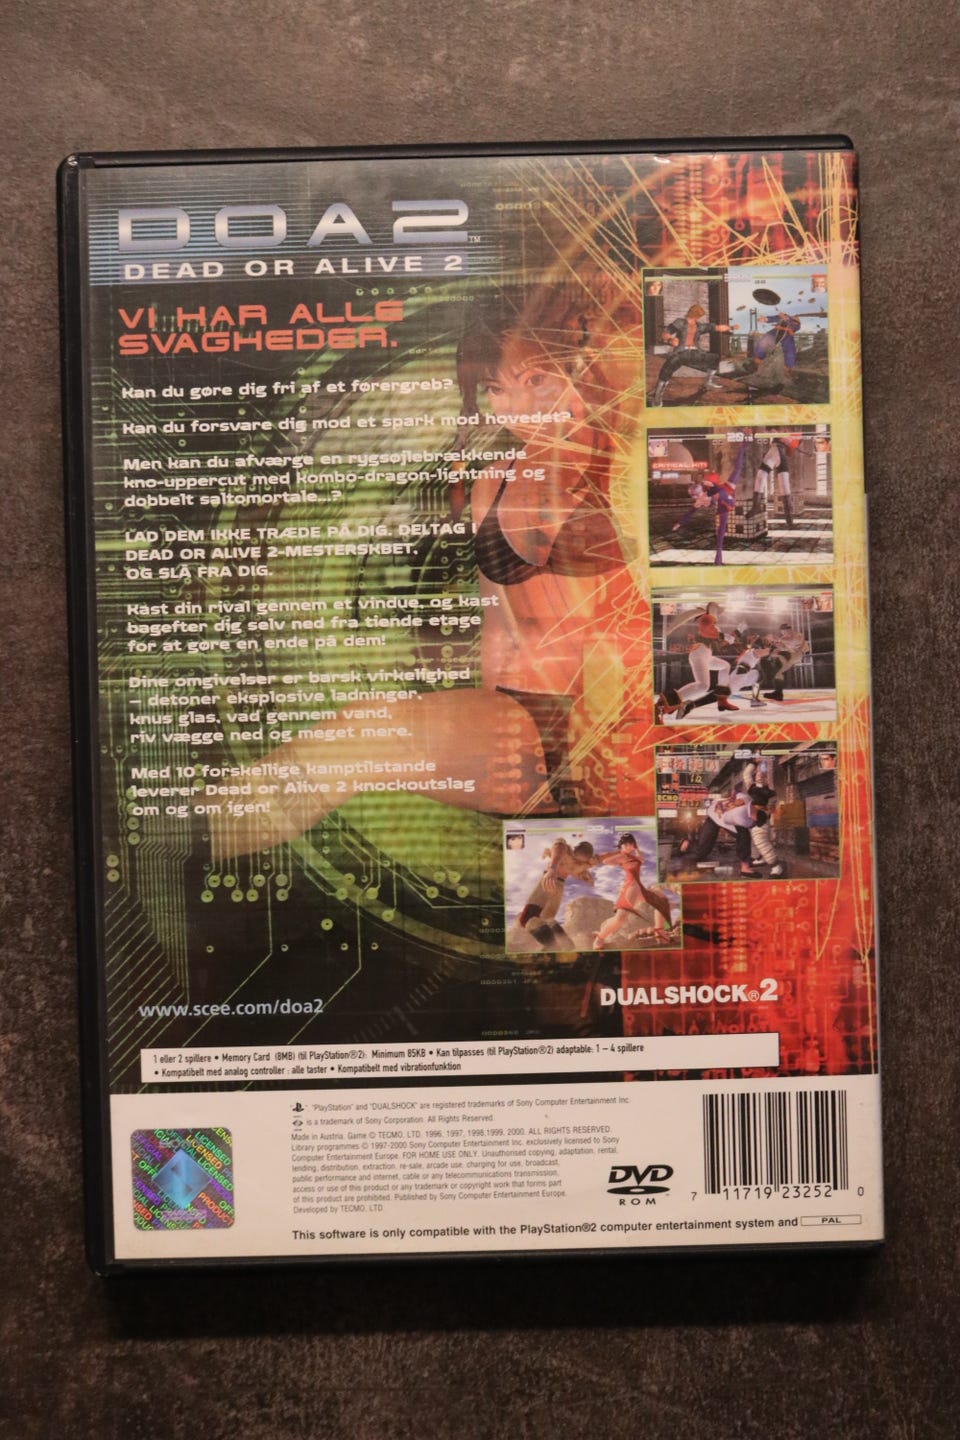 DOA2™
DEAD OR ALIVE 2
VI HAR ALLE
SVAGHEDER.
Kan du gøre dig fri af et førergreb?
Kan du forsvare dig mod et spark mod hovedet?
Men kan du afværge en rygsøjlebrækkende
kno-uppercut med kombo-dragon-lightning og
dobbelt saltomortale...?
LAD DEM IKKE TRÆDE PÅ DIG. DELTAG I
DEAD OR ALIVE 2-MESTERSKBET,
OG SLÅ FRA DIG.
Kast din rival gennem et vindue, og kast
bagefter dig selv ned fra tiende etage
for at gøre en ende på dem!
Dine omgivelser er barsk virkelighed
– detoner eksplosive ladninger,
knus glas, vad gennem vand,
riv vægge ned og meget mere.
Med 10 forskellige kamptilstande
leverer Dead or Alive 2 knockoutslag
om og om igen!
CRITICAL HIT!
www.scee.com/doa2
DUALSHOCK®2
1 eller 2 spillere • Memory Card (8MB) (til PlayStation®2): Minimum 85KB • Kan tilpasses (til PlayStation®2) adaptable: 1 – 4 spillere
• Kompatibelt med analog controller : alle taster • Kompatibelt med vibrationfunktion
"PlayStation" and "DUALSHOCK" are registered trademarks of Sony Computer Entertainment Inc.
is a trademark of Sony Corporation. All Rights Reserved.
Made in Austria. Game © TECMO, LTD. 1996, 1997, 1998,1999, 2000. ALL RIGHTS RESERVED.
Library programmes © 1997-2000 Sony Computer Entertainment Inc. exclusively licensed to Sony
Computer Entertainment Europe. FOR HOME USE ONLY. Unauthorised copying, adaptation, rental,
lending, distribution, extraction, re-sale, arcade use, charging for use, broadcast,
public performance and internet, cable or any telecommunications transmission,
access or use of this product or any trademark or copyright work that forms part
of this product are prohibited. Published by Sony Computer Entertainment Europe.
Developed by TECMO, LTD.
DVD
ROM
7 11719 23252 0
This software is only compatible with the PlayStation®2 computer entertainment system and PAL